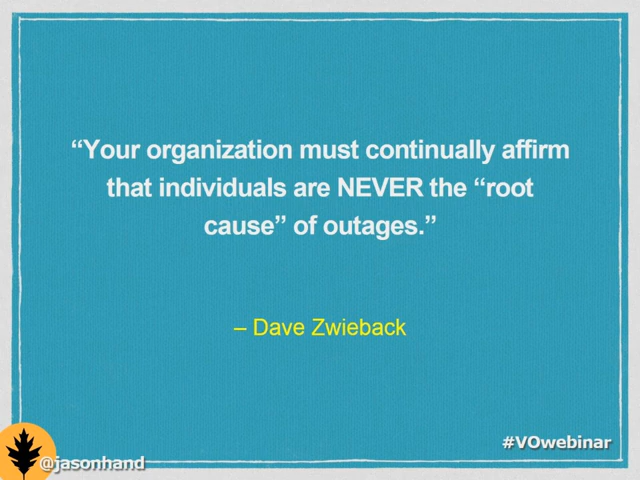 “Your organization must continually affirm
that individuals are NEVER the “root
cause” of outages.”
– Dave Zwieback
#VOwebinar
@jasonhand